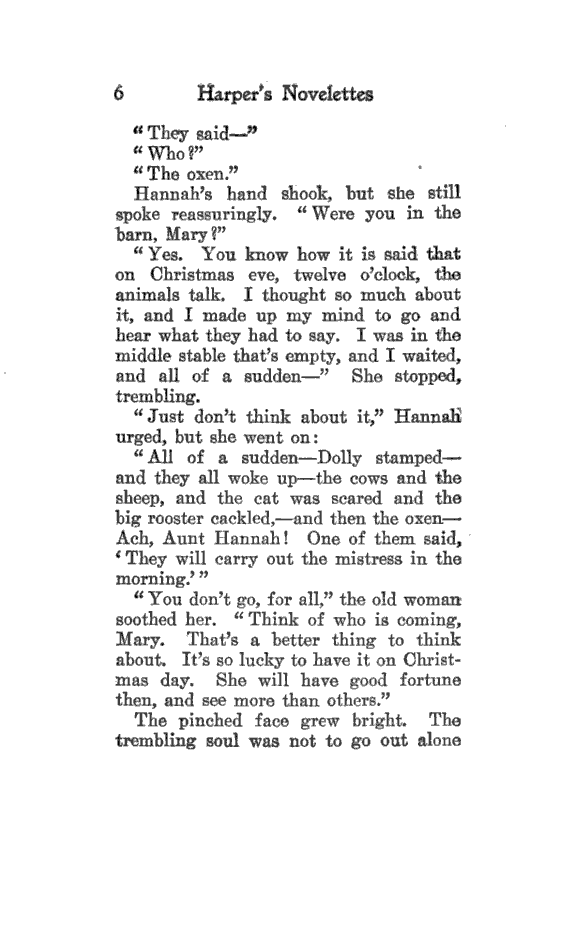 6 Harper's Novelettes
"They said—"
"Who?"
"The oxen."
Hannah's hand shook, but she still
spoke reassuringly. "Were you in the
barn, Mary?"
"Yes. You know how it is said that
on Christmas eve, twelve o'clock, the
animals talk. I thought so much about
it, and I made up my mind to go and
hear what they had to say. I was in the
middle stable that's empty, and I waited,
and all of a sudden—" She stopped,
trembling.
"Just don't think about it," Hannah
urged, but she went on:
"All of a sudden—Dolly stamped—
and they all woke up—the cows and the
sheep, and the cat was scared and the
big rooster cackled,—and then the oxen—
Ach, Aunt Hannah! One of them said,
'They will carry out the mistress in the
morning.'"
"You don't go, for all," the old woman
soothed her. "Think of who is coming,
Mary. That's a better thing to think
about. It's so lucky to have it on Christ-
mas day. She will have good fortune
then, and see more than others."
The pinched face grew bright. The
trembling soul was not to go out alone